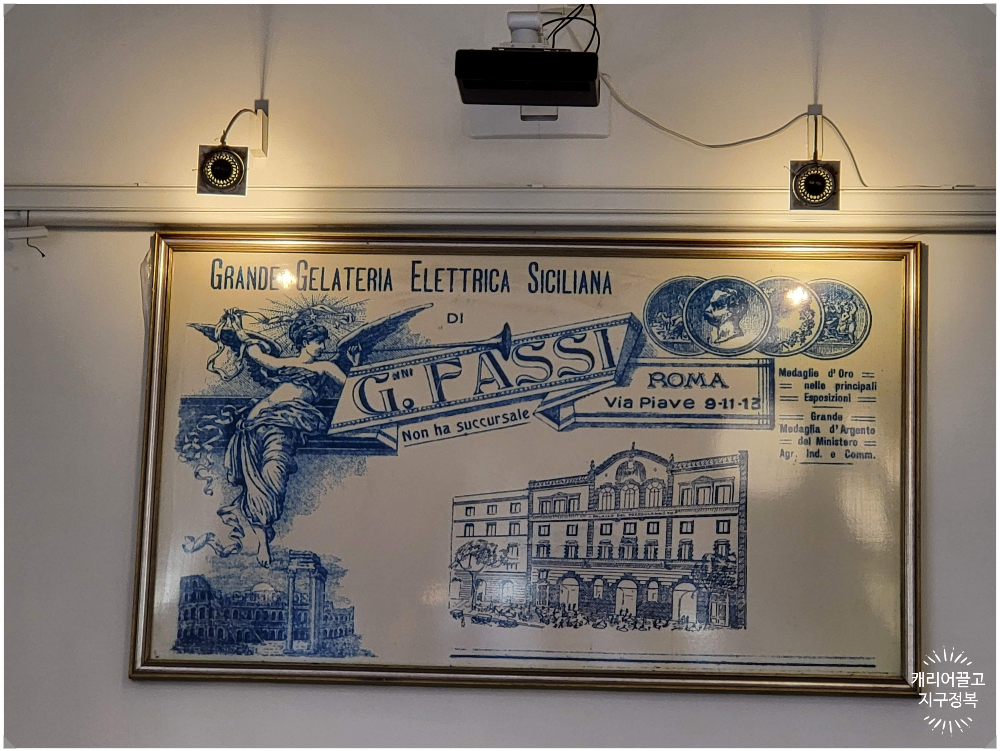 GRANDE GELATERIA ELETTRICA SICILIANA
DI
G.NNI FASSI
ROMA
Via Piave 9-11-13
Non ha succursale
Medaglie d'Oro
nelle principali
Esposizioni
Grande
Medaglia d'Argento
del Ministero
Agr. Ind. e Comm.
캐리어끌고
지구정복